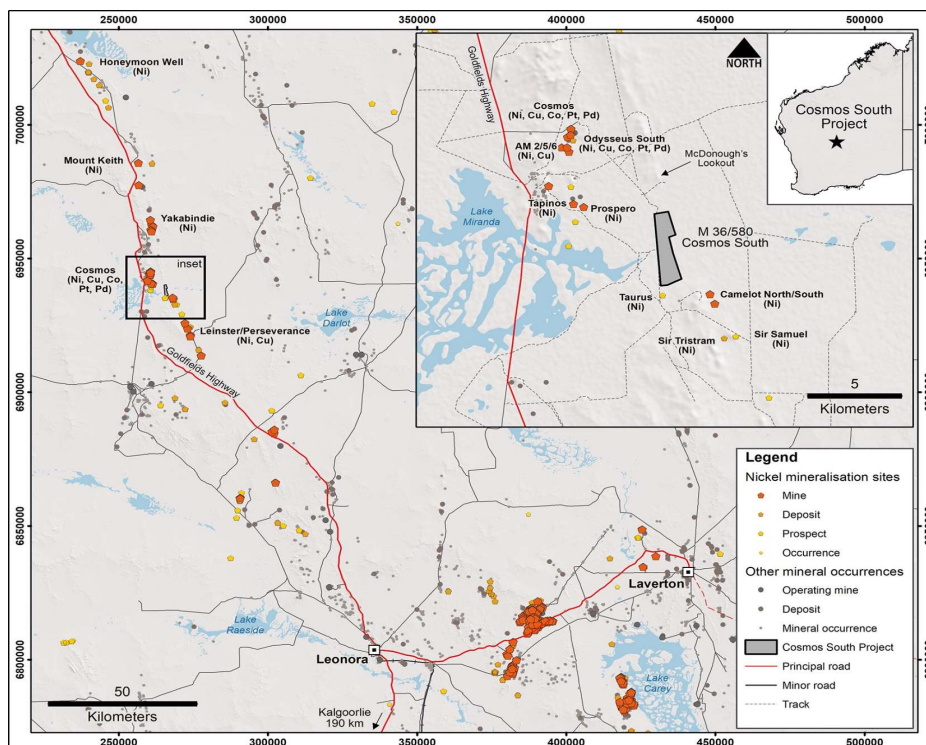 250000 300000 350000 400000 450000 500000
7000000
6950000
6900000
6850000
6800000
Honeymoon Well
(Ni)
Mount Keith
(Ni)
Yakabindie
(Ni)
Cosmos
(Ni, Cu, Co,
Pt, Pd)
inset
Leinster/Perseverance
(Ni, Cu)
Goldfields Highway
Lake
Darlot
Lake
Raeside
Leonora
Laverton
Lake
Carey
Kalgoorlie
190 km
50
Kilometers
Goldfields
Highway
NORTH
Cosmos
(Ni, Cu, Co, Pt, Pd)
Odysseus South
(Ni, Cu, Co, Pt, Pd)
AM 2/5/6
(Ni, Cu)
McDonough's
Lookout
Tapinos
(Ni)
Prospero
(Ni)
Lake
Miranda
M 36/580
Cosmos South
Taurus
(Ni)
Camelot North/South
(Ni)
Sir Tristram
(Ni)
Sir Samuel
(Ni)
5
Kilometers
Cosmos South
Project
Legend
Nickel mineralisation sites
Mine
Deposit
Prospect
Occurrence
Other mineral occurrences
Operating mine
Deposit
Mineral occurrence
Cosmos South Project
Principal road
Minor road
Track
250000 300000 350000 400000 450000 500000